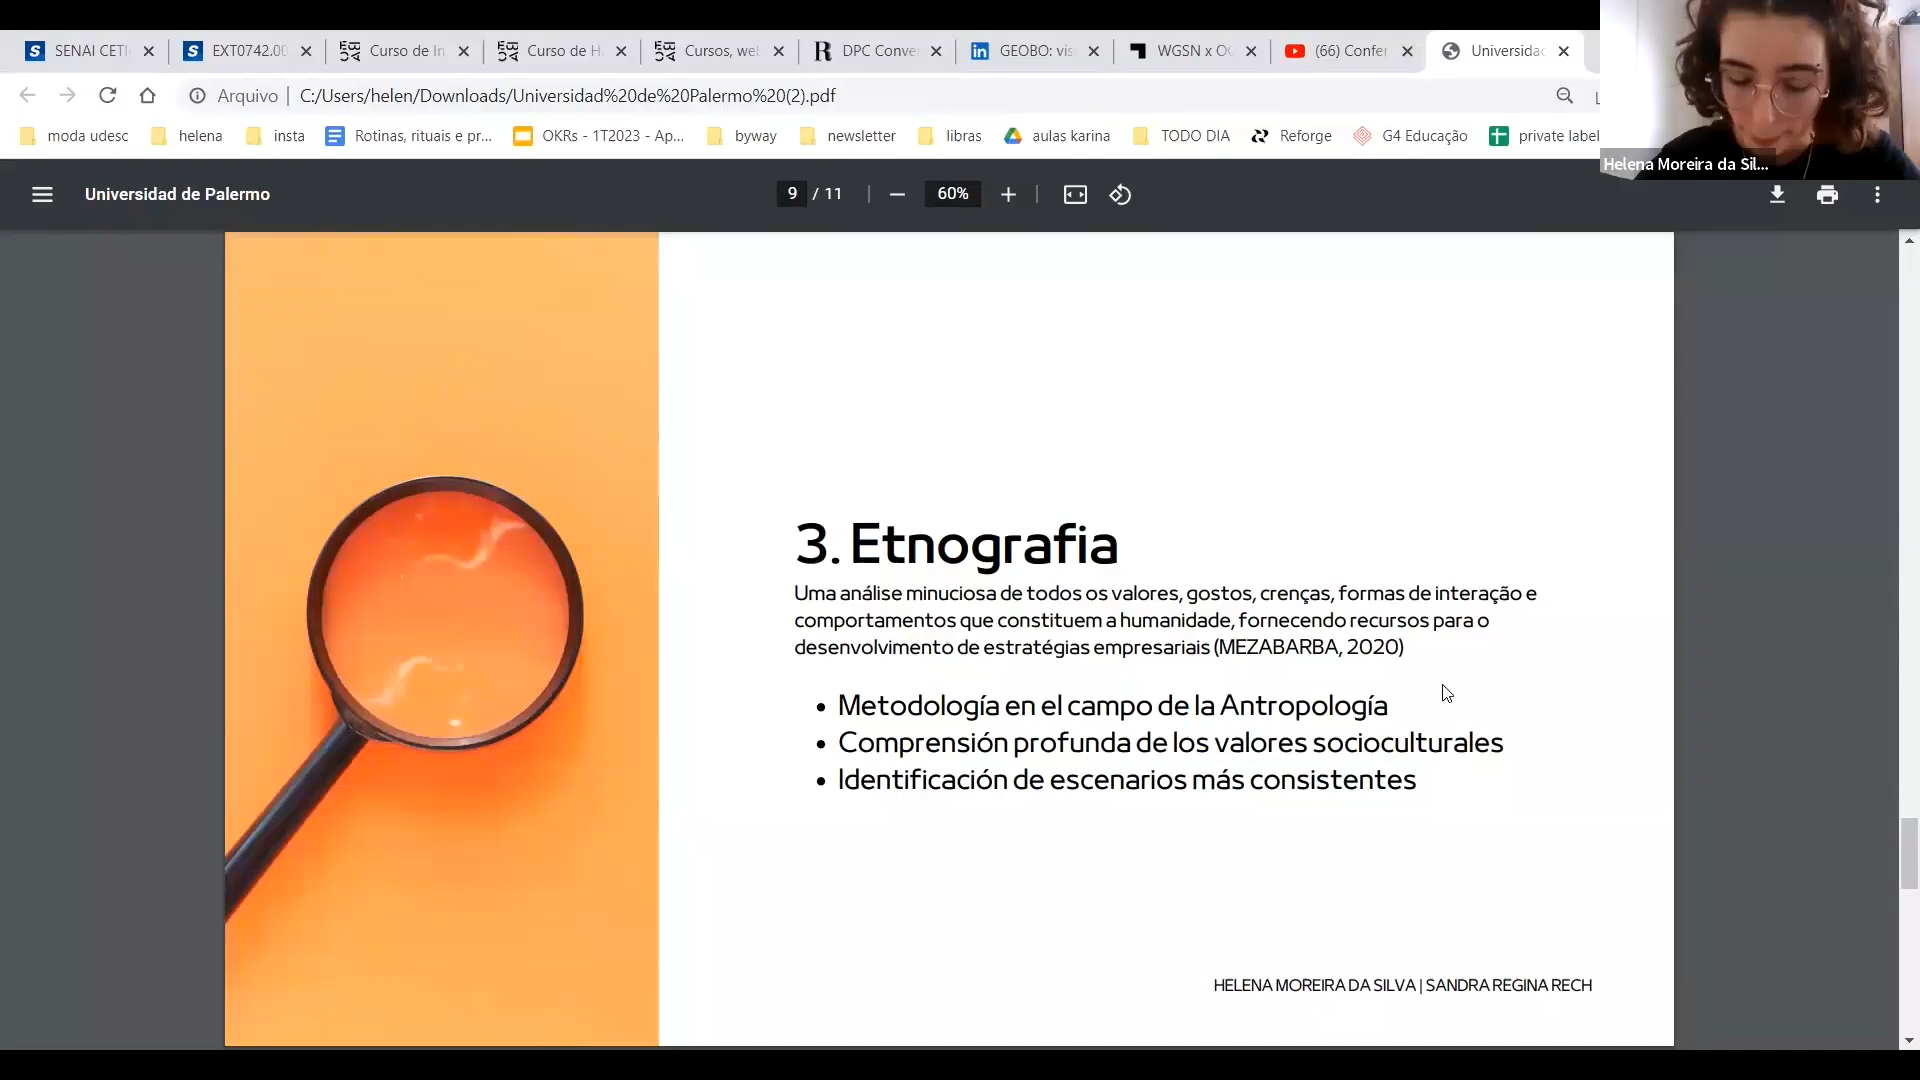 SENAI CETI
EXT0742.00
Curso de In
Curso de H
Cursos, wel
DPC Conve
GEOBO: vis
WGSN x O
(66) Confer
Universidad
Arquivo
C:/Users/helen/Downloads/Universidad%20de%20Palermo%20(2).pdf
moda udesc
helena
insta
Rotinas, rituais e pr...
OKRs - 1T2023 - Ap...
byway
newsletter
libras
aulas karina
TODO DIA
Reforge
G4 Educação
private label
Helena Moreira da Sil...
Universidad de Palermo
9 / 11
60%
3. Etnografia
Uma análise minuciosa de todos os valores, gostos, crenças, formas de interação e
comportamentos que constituem a humanidade, fornecendo recursos para o
desenvolvimento de estratégias empresariais (MEZABARBA, 2020)
• Metodología en el campo de la Antropología
• Comprensión profunda de los valores socioculturales
• Identificación de escenarios más consistentes
HELENA MOREIRA DA SILVA | SANDRA REGINA RECH